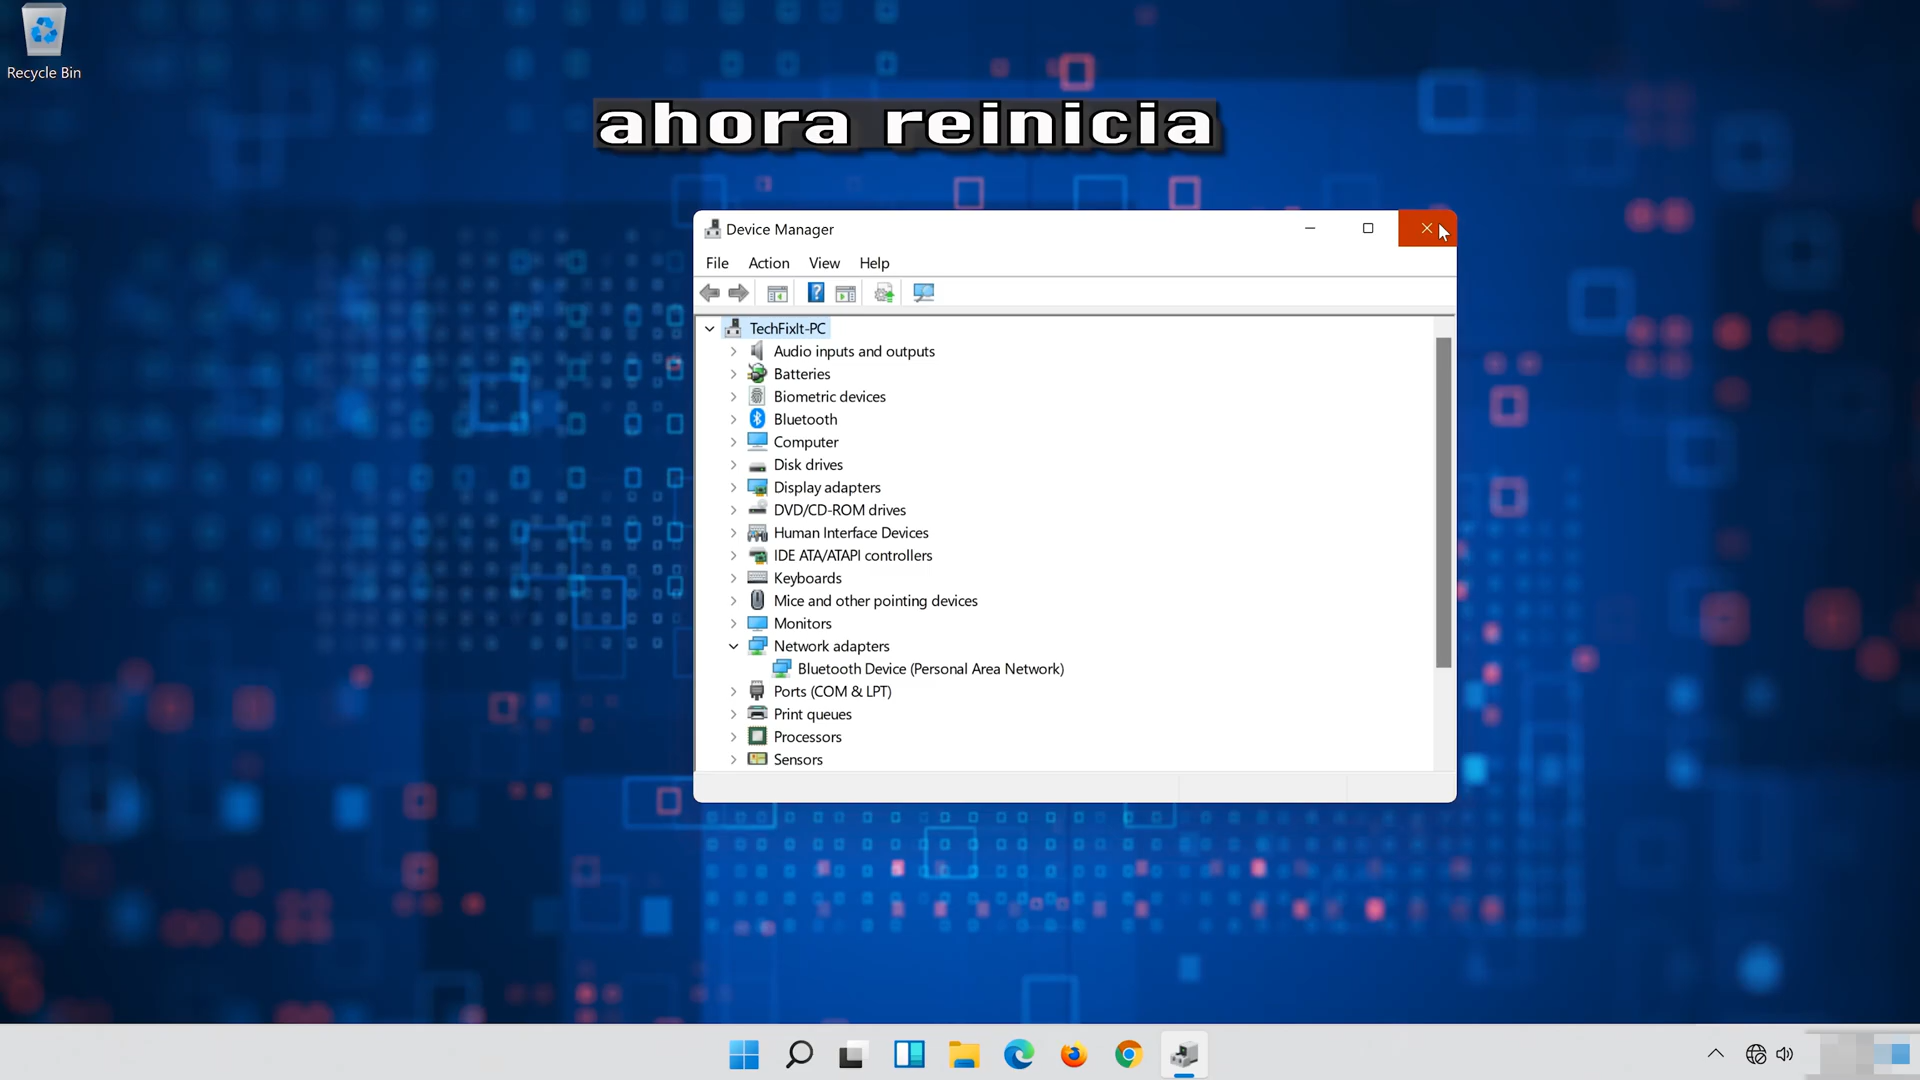 Recycle Bin
ahora reinicia
Device Manager
File Action View Help
TechFixIt-PC
Audio inputs and outputs
Batteries
Biometric devices
Bluetooth
Computer
Disk drives
Display adapters
DVD/CD-ROM drives
Human Interface Devices
IDE ATA/ATAPI controllers
Keyboards
Mice and other pointing devices
Monitors
Network adapters
Bluetooth Device (Personal Area Network)
Ports (COM & LPT)
Print queues
Processors
Sensors